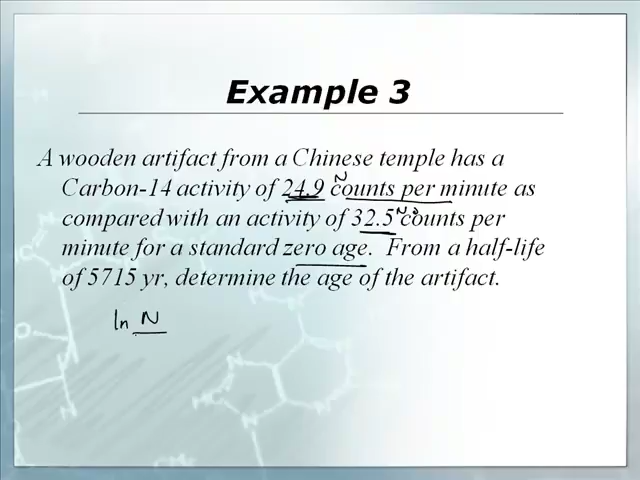 Example 3
A wooden artifact from a Chinese temple has a
Carbon-14 activity of 24.9 counts per minute as
N
compared with an activity of 32.5 counts per
N₀
minute for a standard zero age. From a half-life
of 5715 yr, determine the age of the artifact.
ln N